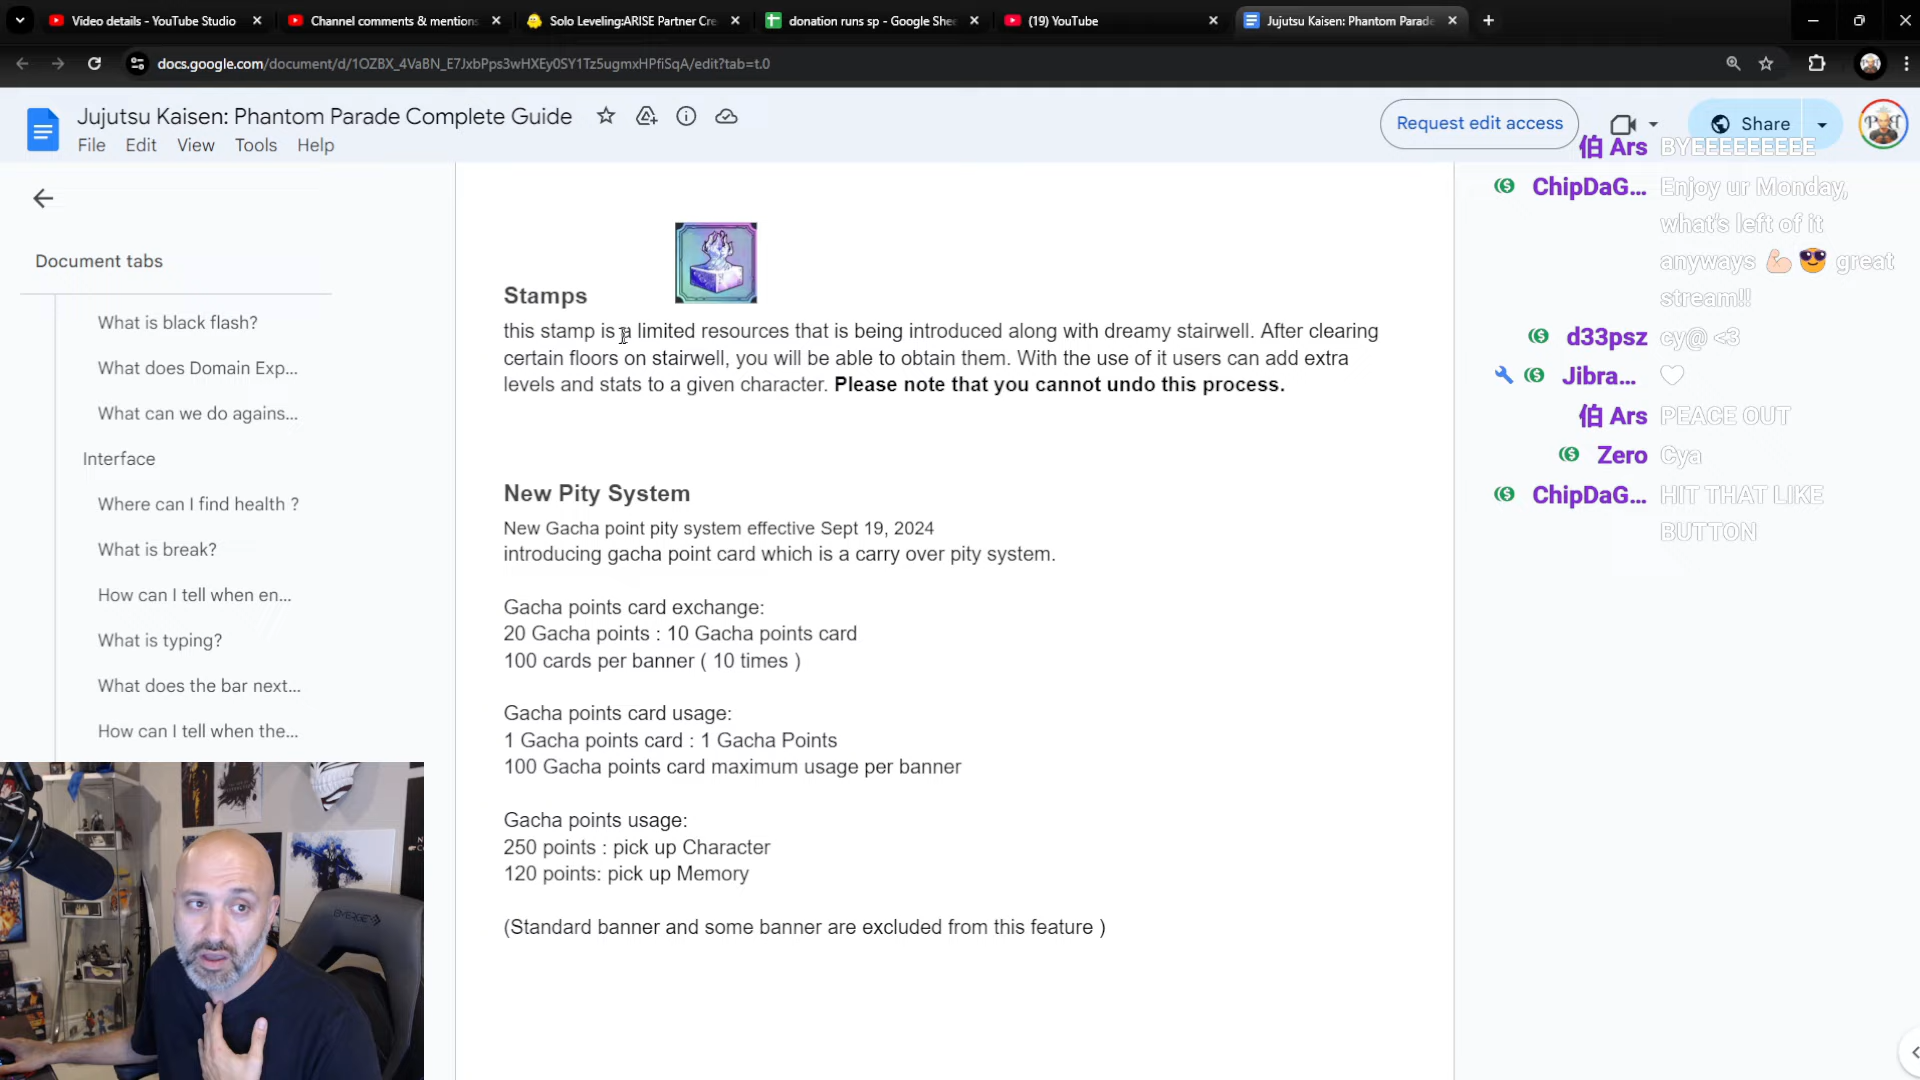 Video details - YouTube Studio
Channel comments & mentions
Solo Leveling:ARISE Partner Cre
donation runs sp - Google Shee
(19) YouTube
Jujutsu Kaisen: Phantom Parade
docs.google.com/document/d/1OZBX_4VaBN_E7JxbPps3wHXEy0SY1Tz5ugmxHPfiSqA/edit?tab=t.0
Jujutsu Kaisen: Phantom Parade Complete Guide
File Edit View Tools Help
Request edit access
Share
Document tabs
What is black flash?
What does Domain Exp...
What can we do agains...
Interface
Where can I find health ?
What is break?
How can I tell when en...
What is typing?
What does the bar next...
How can I tell when the...
Stamps
this stamp is a limited resources that is being introduced along with dreamy stairwell. After clearing
certain floors on stairwell, you will be able to obtain them. With the use of it users can add extra
levels and stats to a given character. Please note that you cannot undo this process.
New Pity System
New Gacha point pity system effective Sept 19, 2024
introducing gacha point card which is a carry over pity system.
Gacha points card exchange:
20 Gacha points : 10 Gacha points card
100 cards per banner ( 10 times )
Gacha points card usage:
1 Gacha points card : 1 Gacha Points
100 Gacha points card maximum usage per banner
Gacha points usage:
250 points : pick up Character
120 points: pick up Memory
(Standard banner and some banner are excluded from this feature )
伯 Ars BYEEEEEEEEE
ChipDaG... Enjoy ur Monday,
what's left of it
anyways 💪🏻 😎 great
stream!!
d33psz cy@ <3
Jibra... ♡
伯 Ars PEACE OUT
Zero Cya
ChipDaG... HIT THAT LIKE
BUTTON